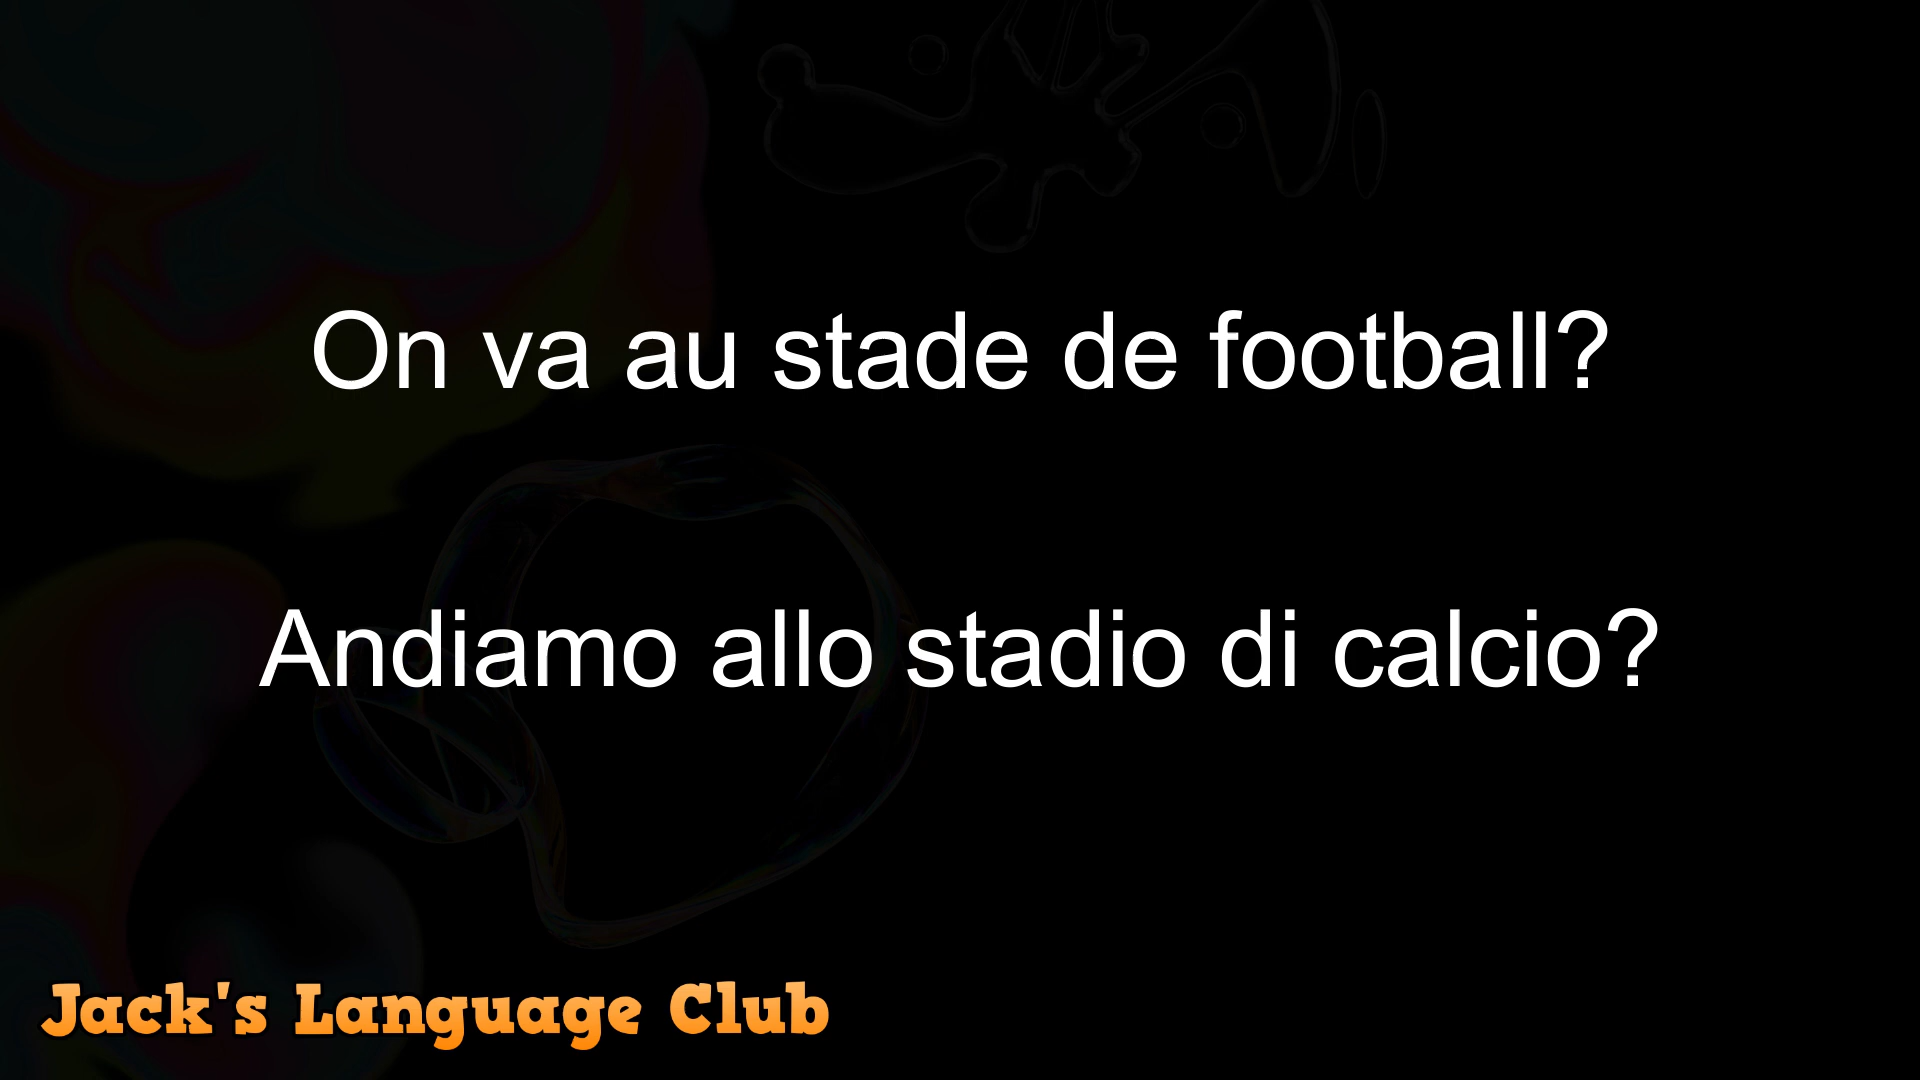 On va au stade de football?
Andiamo allo stadio di calcio?
Jack's Language Club